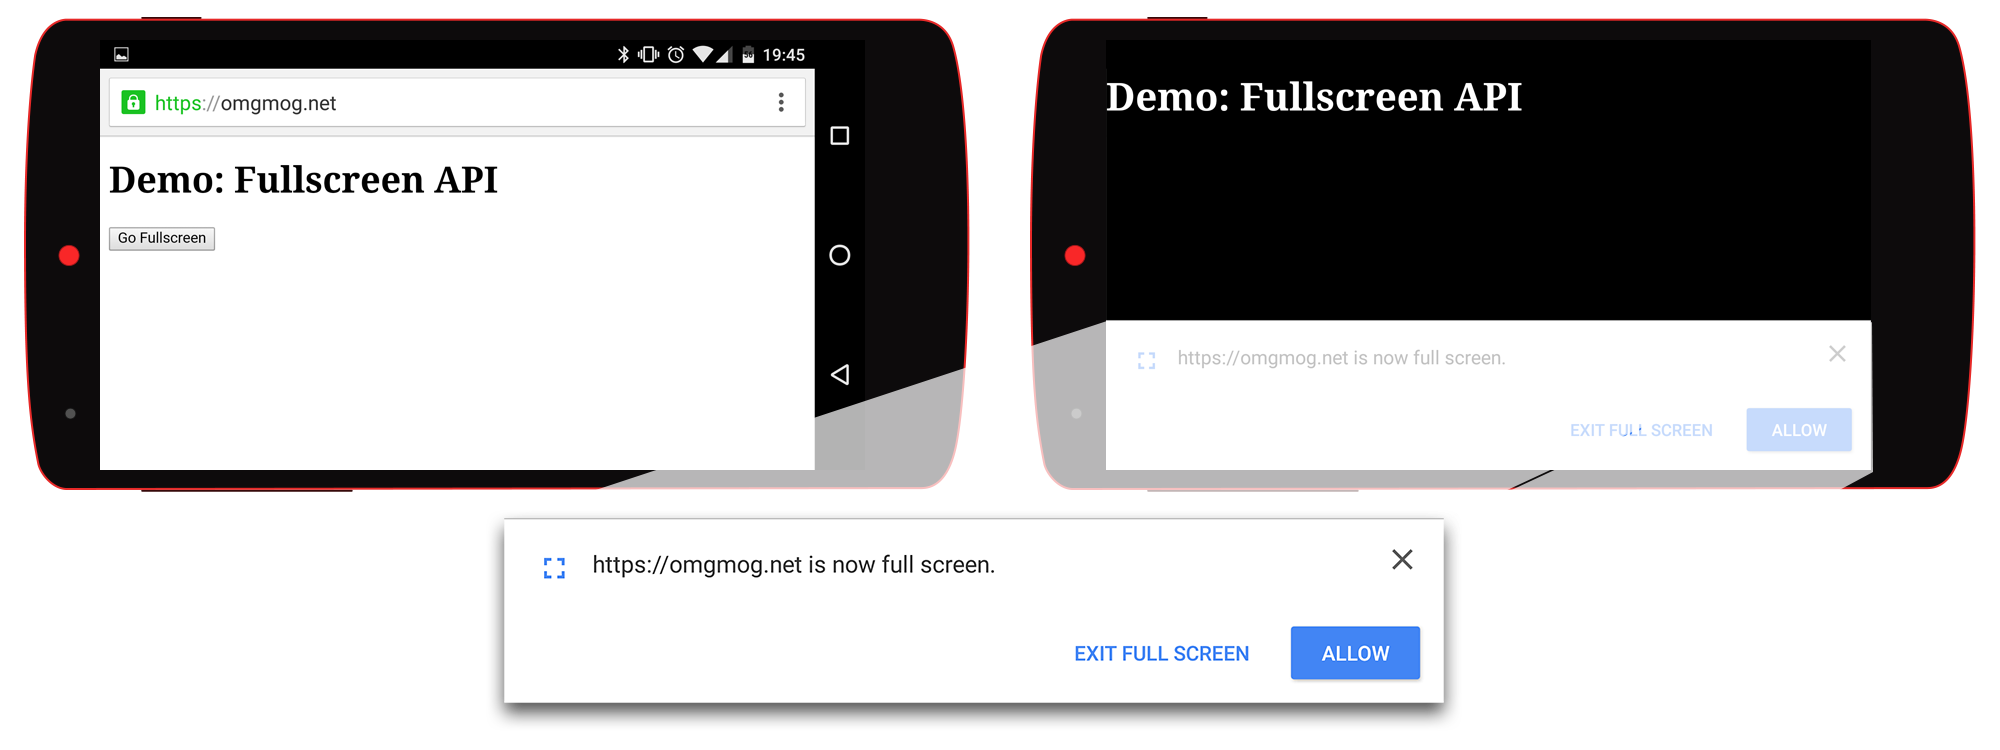 19:45
https://omgmog.net
Demo: Fullscreen API
Go Fullscreen
Demo: Fullscreen API
https://omgmog.net is now full screen.
EXIT FULL SCREEN ALLOW
https://omgmog.net is now full screen.
EXIT FULL SCREEN ALLOW